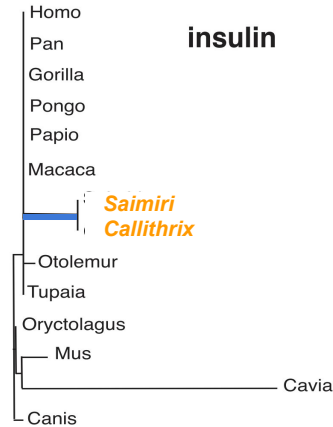 Homo
insulin
Pan
Gorilla
Pongo
Papio
Macaca
Saimiri
Callithrix
Otolemur
Tupaia
Oryctolagus
Mus
Cavia
Canis